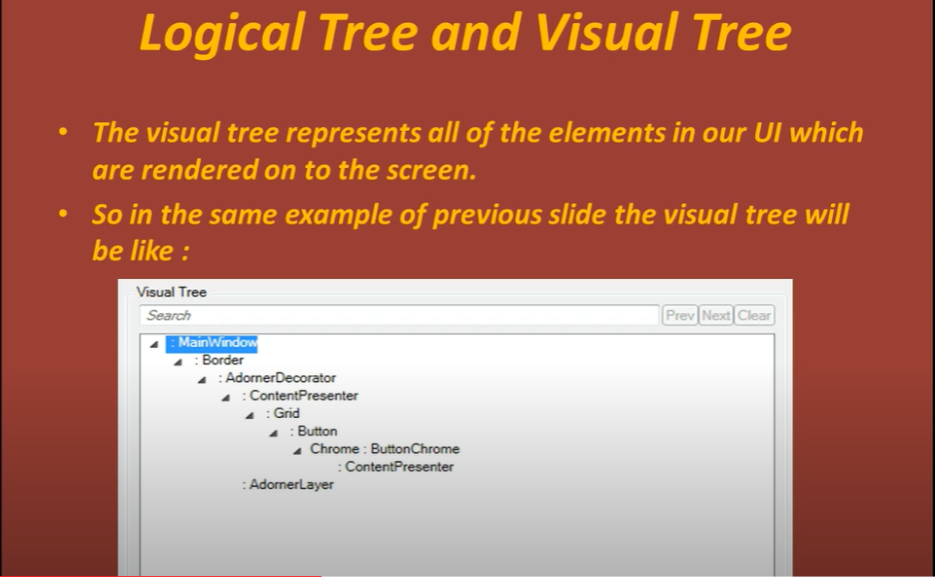 Logical Tree and Visual Tree
• The visual tree represents all of the elements in our UI which
are rendered on to the screen.
• So in the same example of previous slide the visual tree will
be like :
Visual Tree
Search Prev Next Clear
: MainWindow
: Border
: AdornerDecorator
: ContentPresenter
: Grid
: Button
Chrome : ButtonChrome
: ContentPresenter
: AdornerLayer